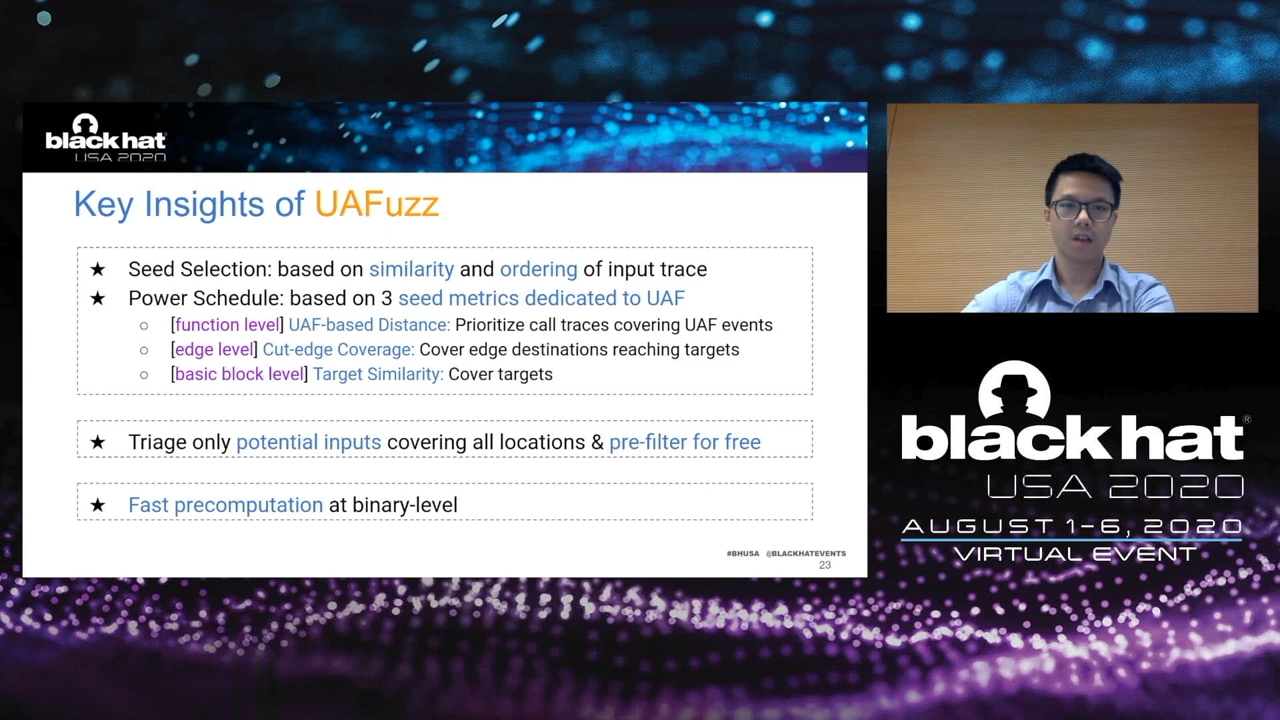 black hat
USA 2020
Key Insights of UAFuzz
★ Seed Selection: based on similarity and ordering of input trace
★ Power Schedule: based on 3 seed metrics dedicated to UAF
○ [function level] UAF-based Distance: Prioritize call traces covering UAF events
○ [edge level] Cut-edge Coverage: Cover edge destinations reaching targets
○ [basic block level] Target Similarity: Cover targets
★ Triage only potential inputs covering all locations & pre-filter for free
★ Fast precomputation at binary-level
#BHUSA @BLACKHATEVENTS
23
black hat®
USA 2020
AUGUST 1-6, 2020
VIRTUAL EVENT